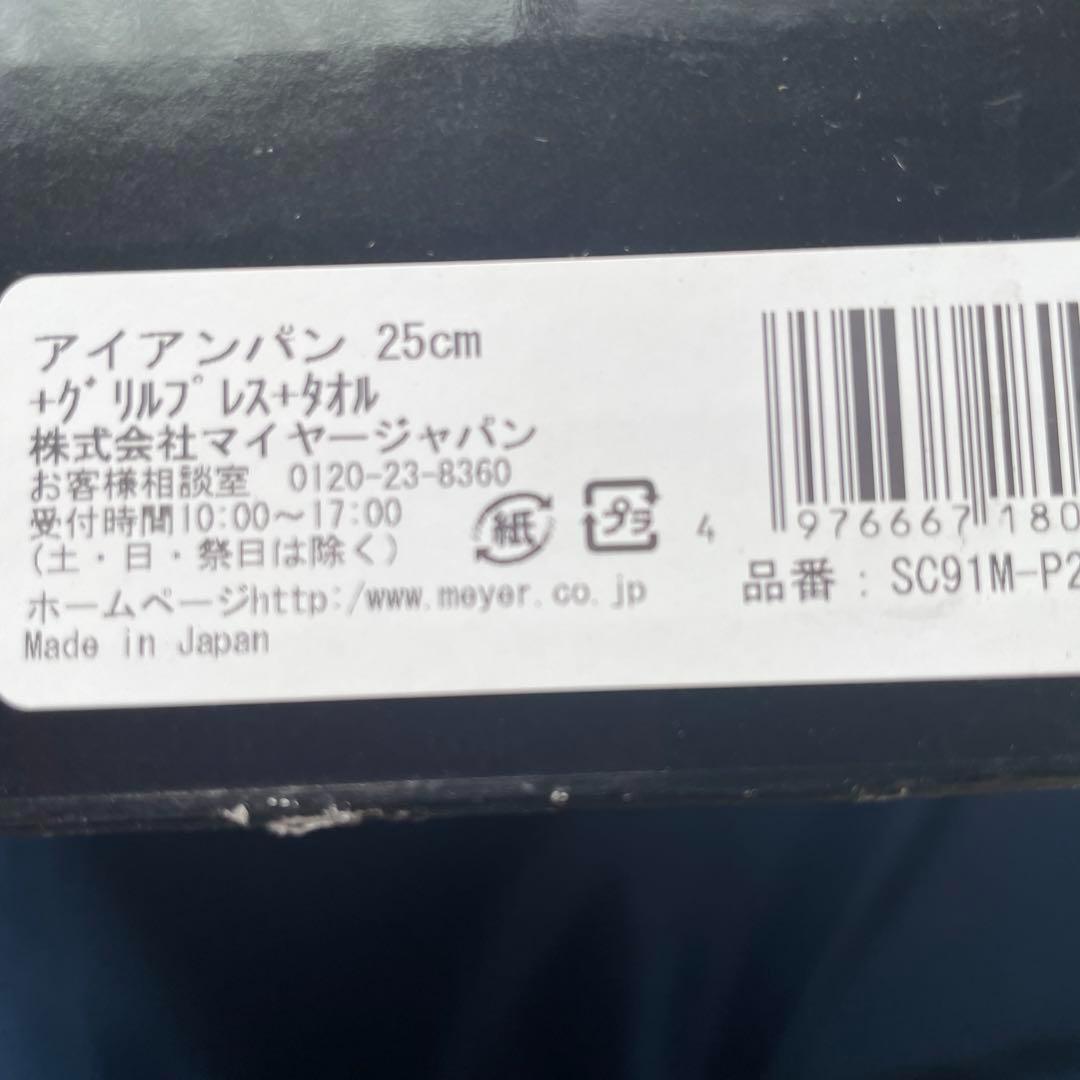 アイアンパン 25cm
+グリルプレス+タオル
株式会社マイヤージャパン
お客様相談室 0120-23-8360
受付時間10:00～17:00
(土・日・祭日は除く)
ホームページhttp:/www.meyer.co.jp
Made in Japan
紙
プラ
4 976667 180
品番:SC91M-P2